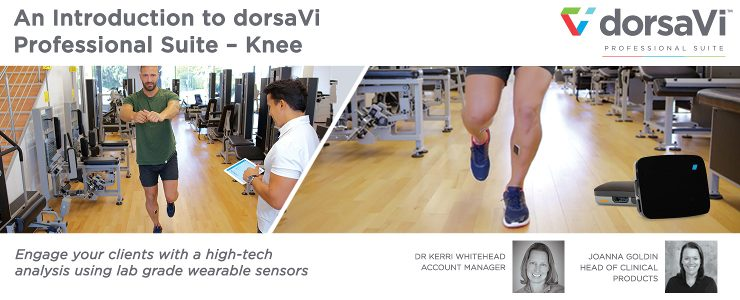 An Introduction to dorsaVi
Professional Suite – Knee
dorsaVi™
PROFESSIONAL SUITE
Engage your clients with a high-tech
analysis using lab grade wearable sensors
DR KERRI WHITEHEAD
ACCOUNT MANAGER
JOANNA GOLDIN
HEAD OF CLINICAL
PRODUCTS